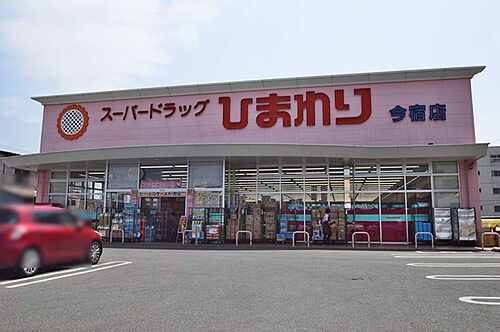 スーパードラッグ ひまわり 今宿店